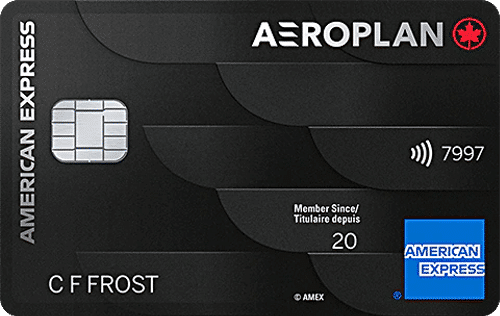 AEROPLAN
AMERICAN EXPRESS
7997
Member Since/
Titulaire depuis
20
AMERICAN
EXPRESS
®
C F FROST
© AMEX